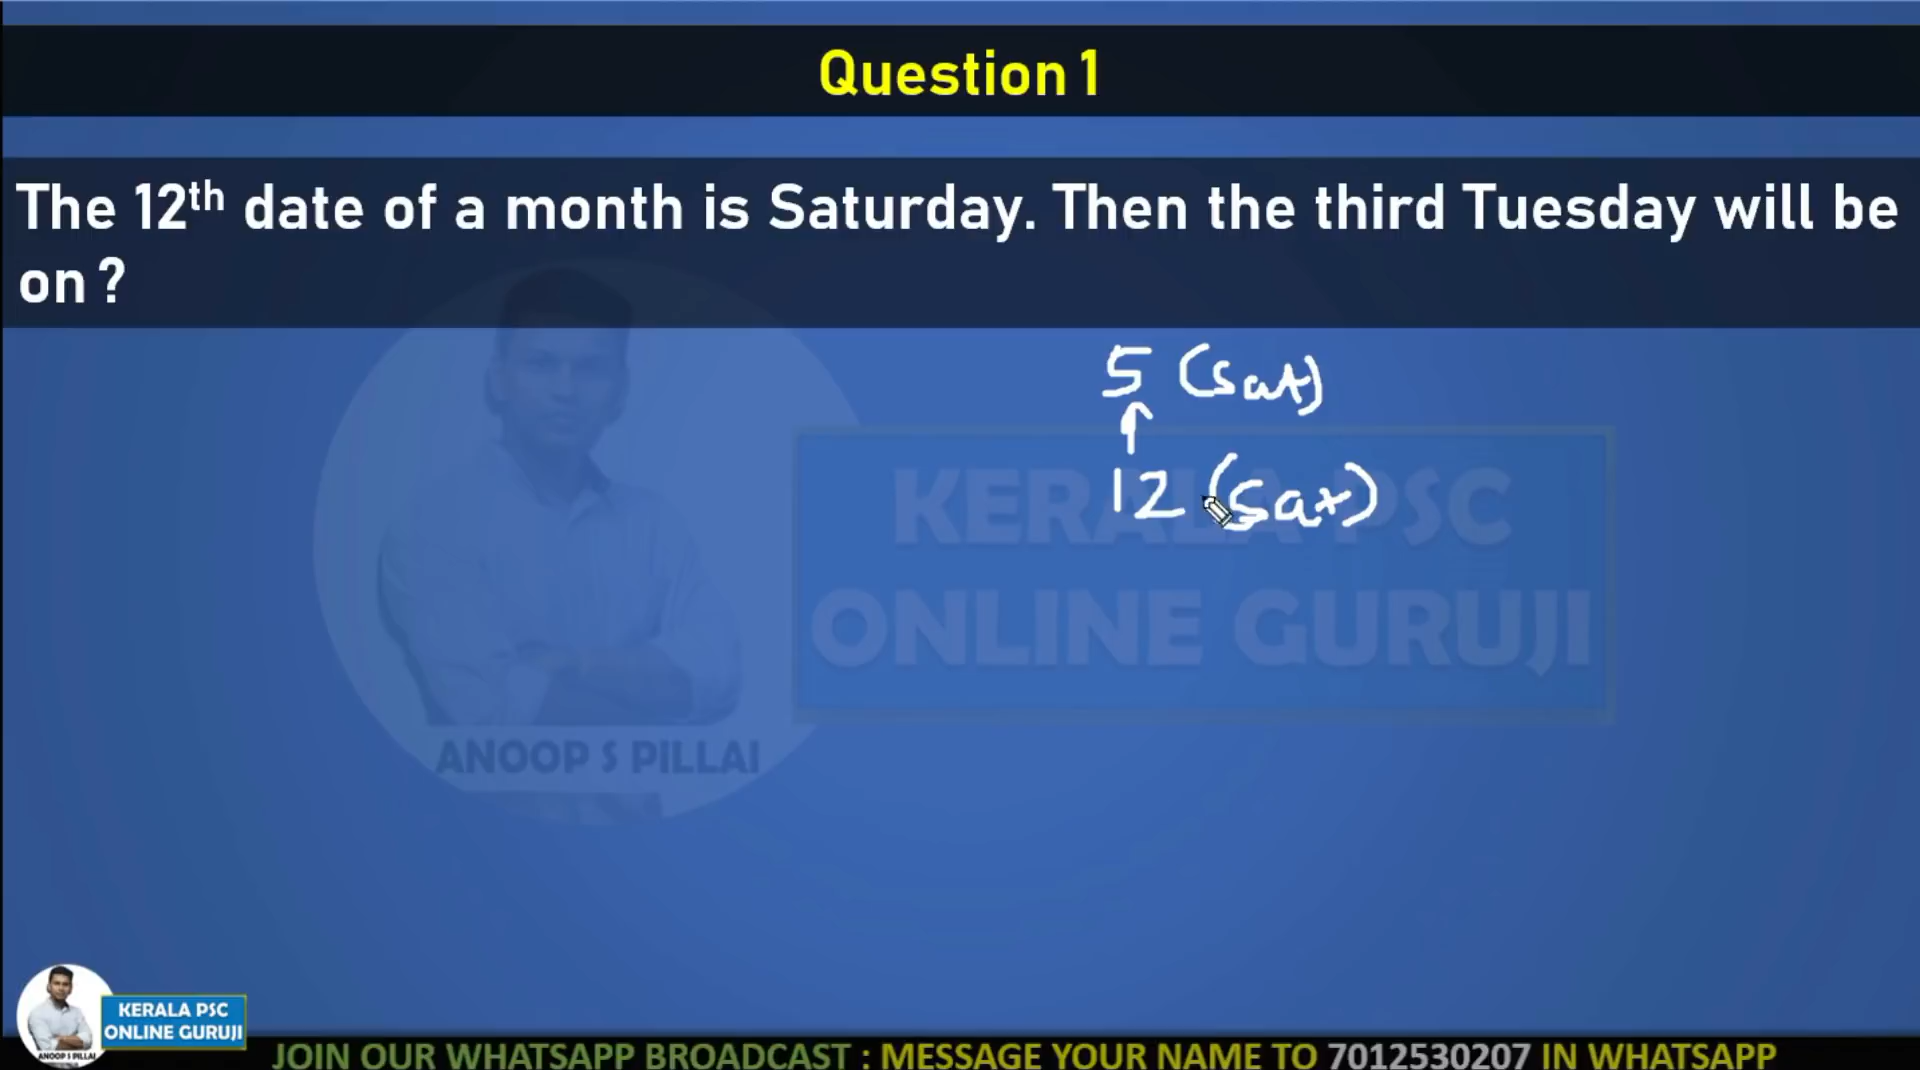 Question 1
The 12th date of a month is Saturday. Then the third Tuesday will be
on ?
5 (Sat)
12 (Sat)
KERALA PSC
ONLINE GURUJI
ANOOP S PILLAI
KERALA PSC
ONLINE GURUJI
ANOOP S PILLAI
JOIN OUR WHATSAPP BROADCAST : MESSAGE YOUR NAME TO 7012530207 IN WHATSAPP